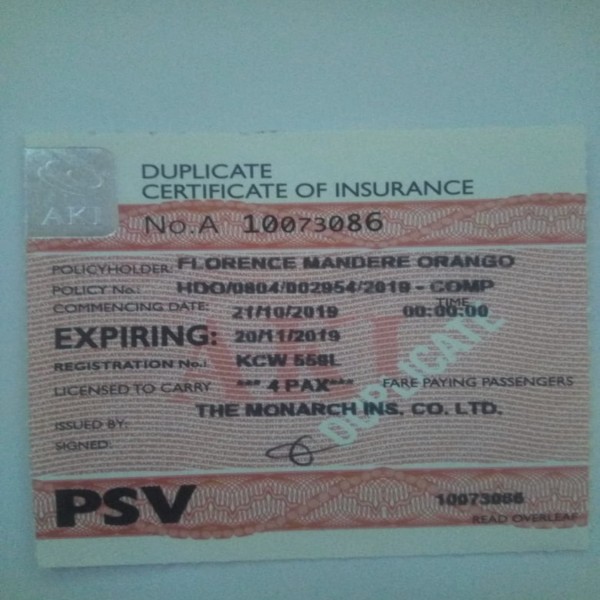 AKI
DUPLICATE
CERTIFICATE OF INSURANCE
No.A 10073086
POLICYHOLDER: FLORENCE MANDERE ORANGO
POLICY No.: HDO/0804/002954/2019 - COMP
COMMENCING DATE: 21/10/2019 TIME 00:00:00
EXPIRING: 20/11/2019
REGISTRATION No.: KCW 558L
LICENSED TO CARRY *** 4 PAX*** FARE PAYING PASSENGERS
THE MONARCH INS. CO. LTD.
ISSUED BY:
SIGNED:
DUPLICATE
PSV 10073086
READ OVERLEAF